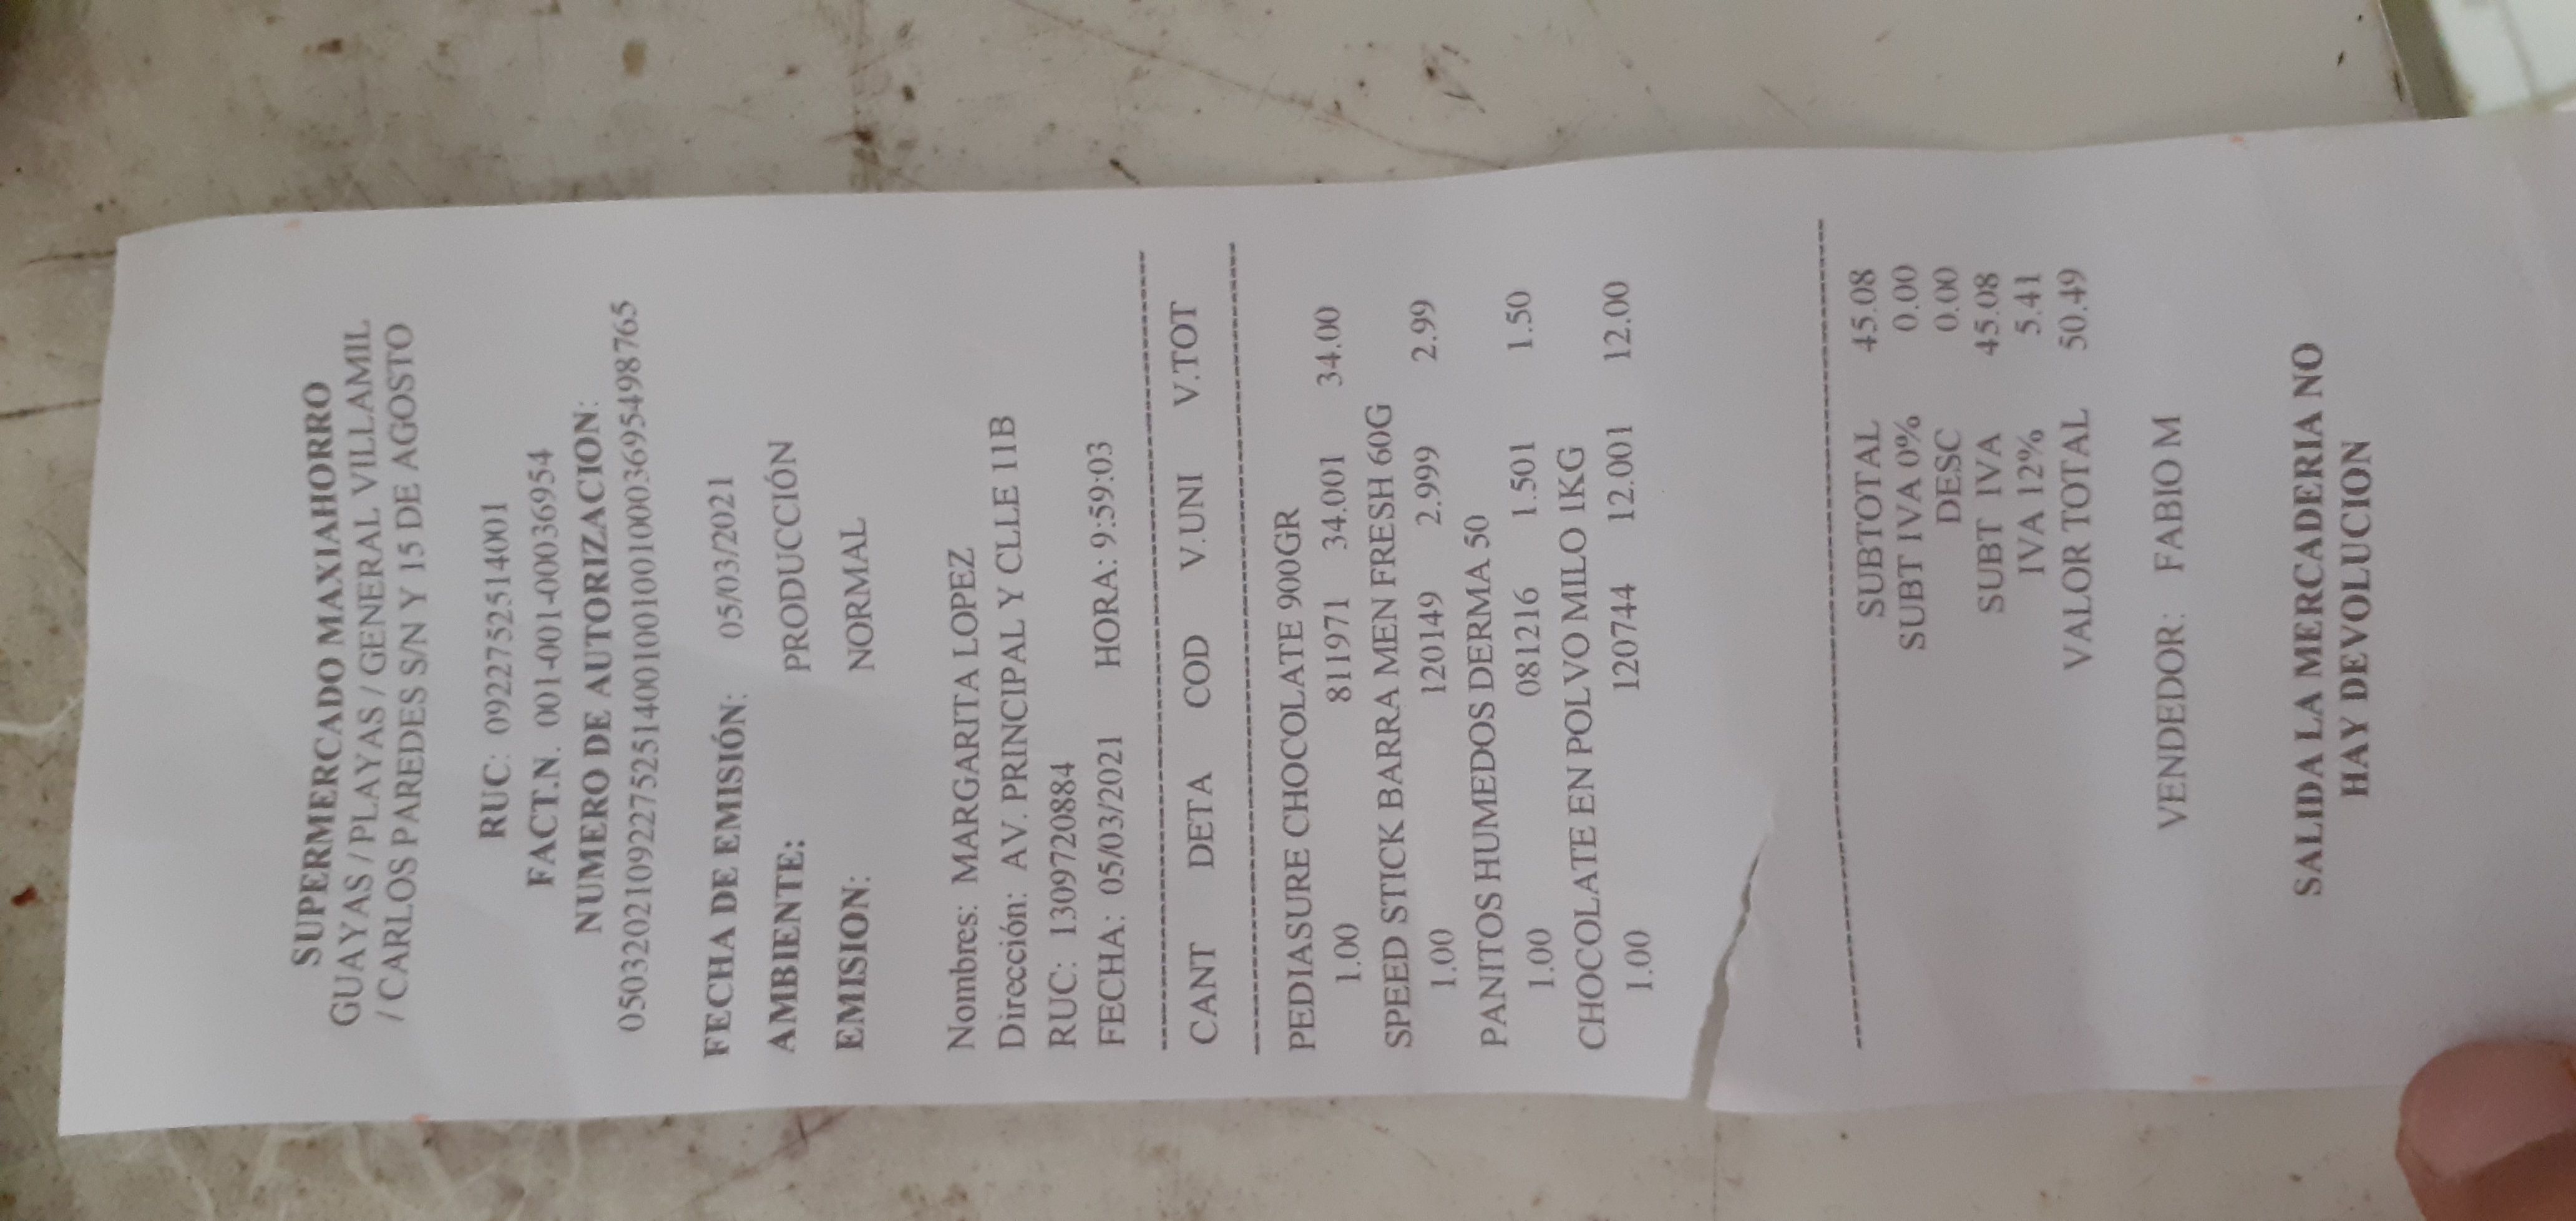 SUPERMERCADO MAXIAHORRO
GUAYAS / PLAYAS / GENERAL VILLAMIL
/ CARLOS PAREDES S/N Y 15 DE AGOSTO
RUC: 0922752514001
FACT.N. 001-001-00036954
NUMERO DE AUTORIZACION:
0503202109227525140010010010003695498765
FECHA DE EMISIÓN: 05/03/2021
AMBIENTE: PRODUCCIÓN
EMISION: NORMAL
Nombres: MARGARITA LOPEZ
Dirección: AV. PRINCIPAL Y CLLE 11B
RUC: 1309720884
FECHA: 05/03/2021 HORA: 9:59:03
CANT DETA COD V.UNI V.TOT
PEDIASURE CHOCOLATE 900GR
1.00 811971 34.001 34.00
SPEED STICK BARRA MEN FRESH 60G
1.00 120149 2.999 2.99
PANITOS HUMEDOS DERMA 50
1.00 081216 1.501 1.50
CHOCOLATE EN POLVO MILO 1KG
1.00 120744 12.001 12.00
SUBTOTAL 45.08
SUBT IVA 0% 0.00
DESC 0.00
SUBT IVA 45.08
IVA 12% 5.41
VALOR TOTAL 50.49
VENDEDOR: FABIO M
SALIDA LA MERCADERIA NO
HAY DEVOLUCION